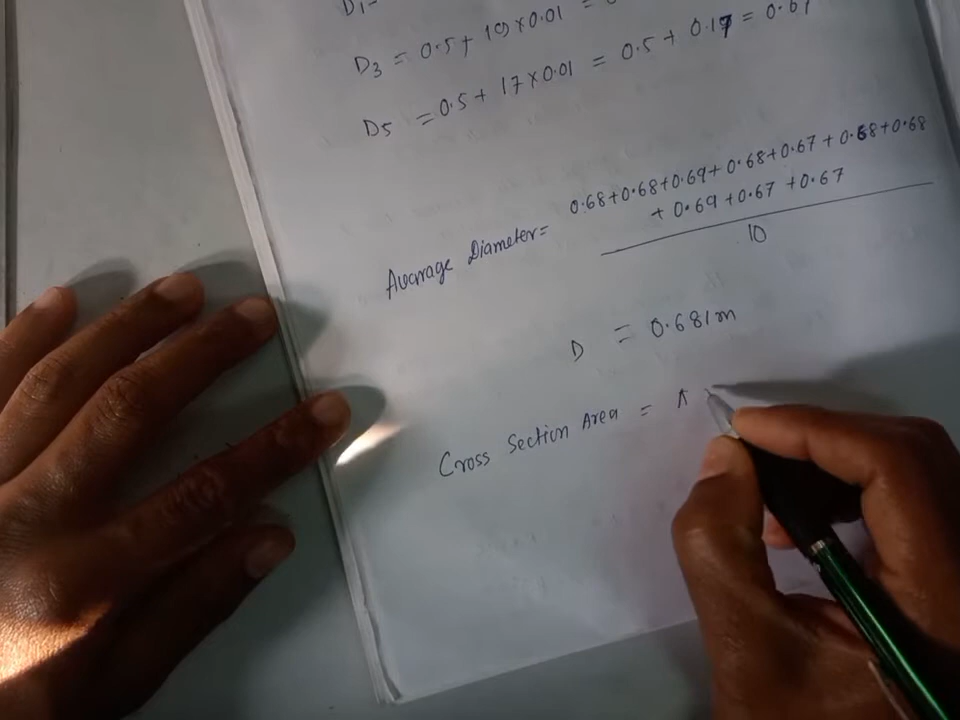 D1-
D3 = 0.5 + 10 × 0.01 =
D5 = 0.5 + 17 × 0.01 = 0.5 + 0.17 = 0.67
0.68+0.68+0.69+0.68+0.67+0.68+0.68
+ 0.69 +0.67 +0.67
Average Diameter=
10
D = 0.681m
Cross Section Area = A